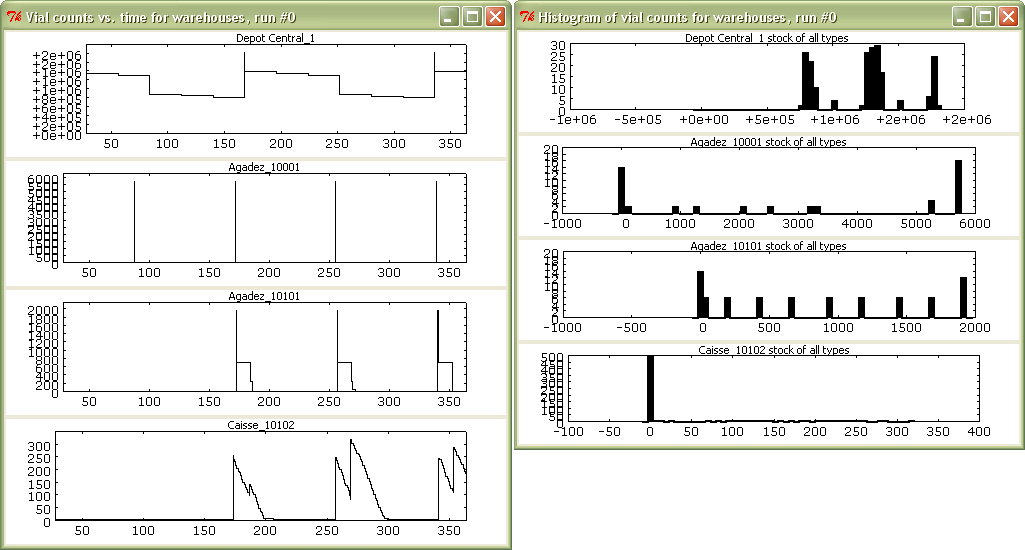 Vial counts vs. time for warehouses, run #0
Depot Central_1
+2e+06
+2e+06
+1e+06
+1e+06
+1e+06
+8e+05
+6e+05
+4e+05
+2e+05
+0e+00
50 100 150 200 250 300 350
Agadez_10001
6000
5500
5000
4500
4000
3500
3000
2500
2000
1500
1000
500
0
50 100 150 200 250 300 350
Agadez_10101
2000
1800
1600
1400
1200
1000
800
600
400
200
0
50 100 150 200 250 300 350
Caisse_10102
300
250
200
150
100
50
0
50 100 150 200 250 300 350
Histogram of vial counts for warehouses, run #0
Depot Central_1 stock of all types
30
25
20
15
10
5
0
-1e+06 -5e+05 +0e+00 +5e+05 +1e+06 +2e+06 +2e+06
Agadez_10001 stock of all types
20
18
16
14
12
10
8
6
4
2
0
-1000 0 1000 2000 3000 4000 5000 6000
Agadez_10101 stock of all types
20
18
16
14
12
10
8
6
4
2
0
-1000 -500 0 500 1000 1500 2000
Caisse_10102 stock of all types
500
450
400
350
300
250
200
150
100
50
0
-100 -50 0 50 100 150 200 250 300 350 400